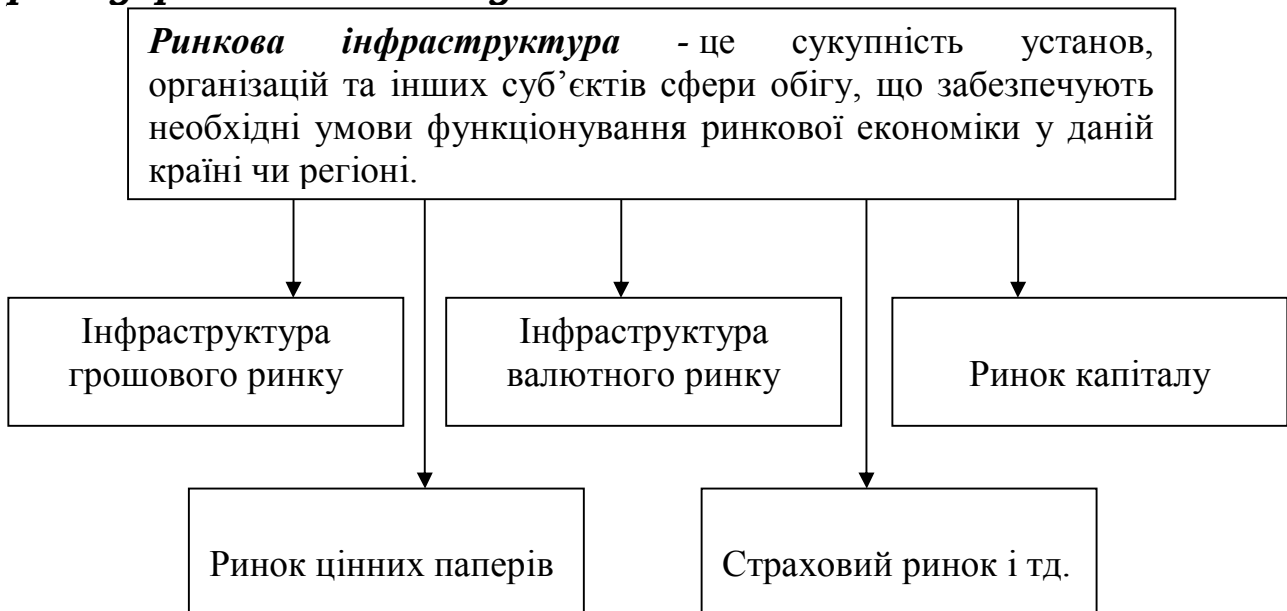 Ринкова інфраструктура - це сукупність установ,
організацій та інших суб’єктів сфери обігу, що забезпечують
необхідні умови функціонування ринкової економіки у даній
країні чи регіоні.
Інфраструктура
грошового ринку
Інфраструктура
валютного ринку
Ринок капіталу
Ринок цінних паперів
Страховий ринок і тд.